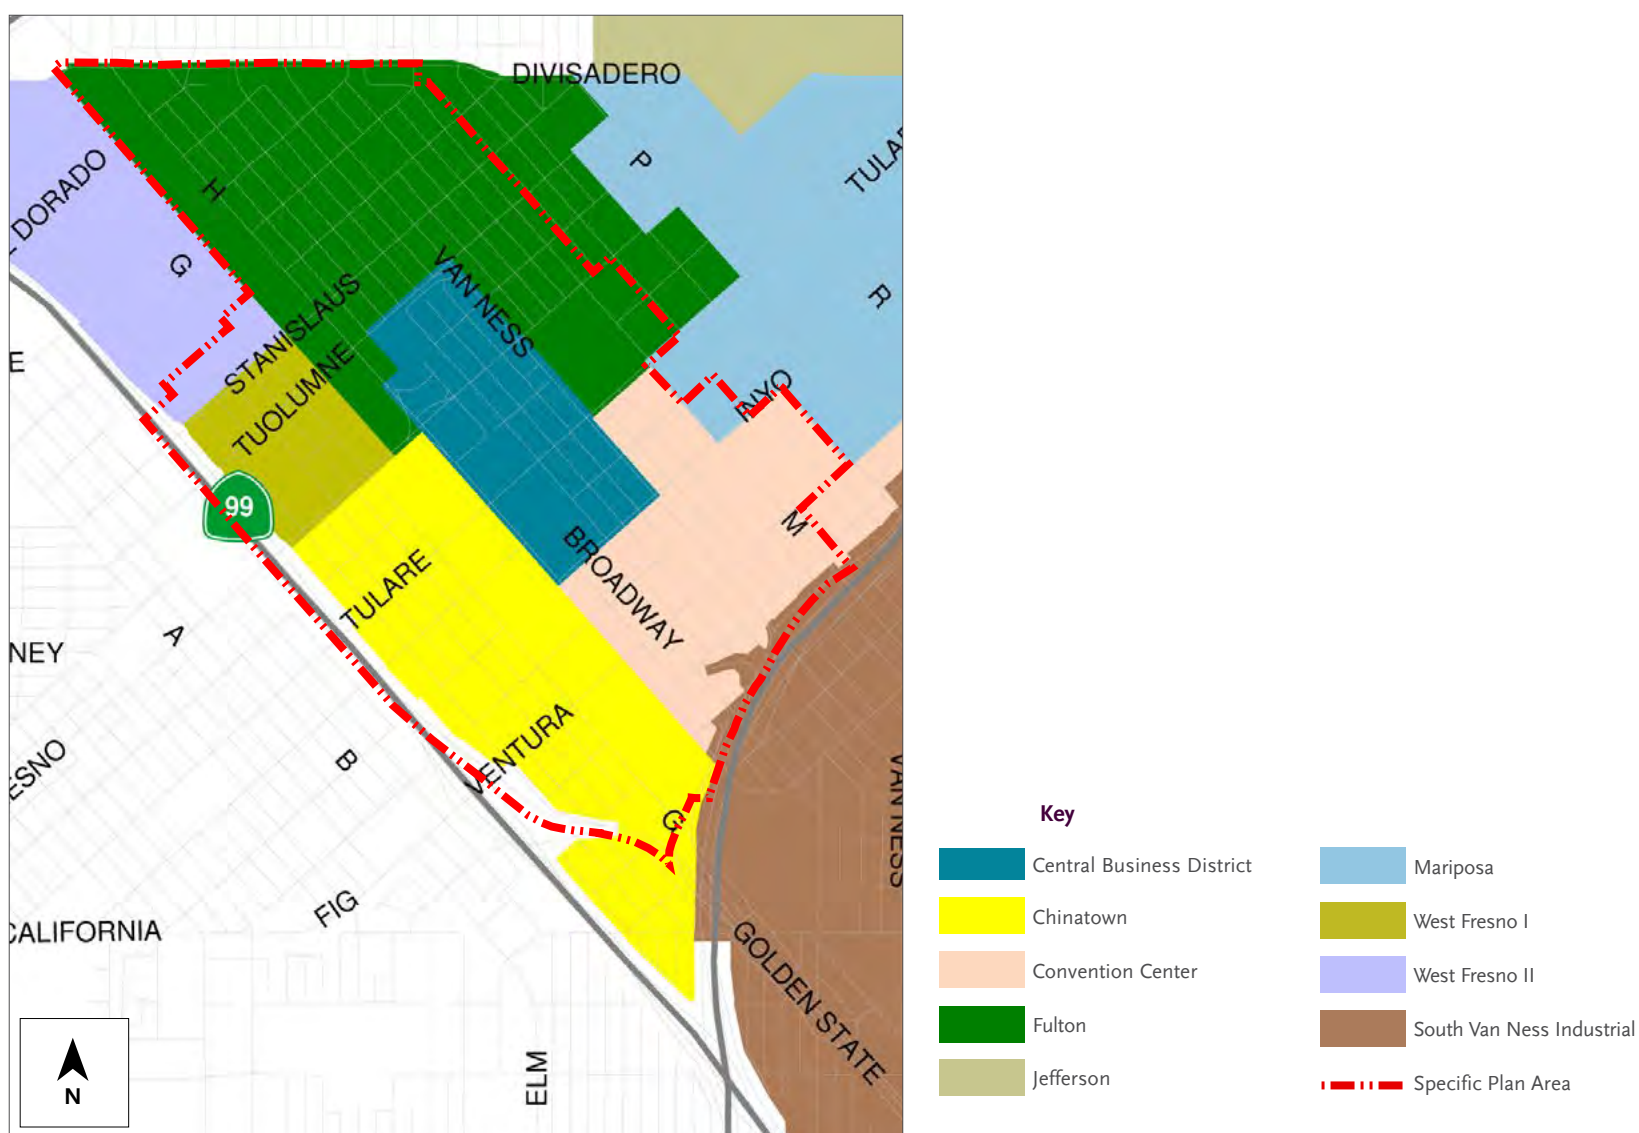 DIVISADERO
P
TULAR
DORADO
H
G
R
VAN NESS
STANISLAUS
TUOLUMNE
E
INYO
99
M
BROADWAY
TULARE
A
NEY
VENTURA
B
ESNO
VAN NESS
G
FIG
CALIFORNIA
GOLDEN STATE
ELM
N
Key
Central Business District
Chinatown
Convention Center
Fulton
Jefferson
Mariposa
West Fresno I
West Fresno II
South Van Ness Industrial
Specific Plan Area